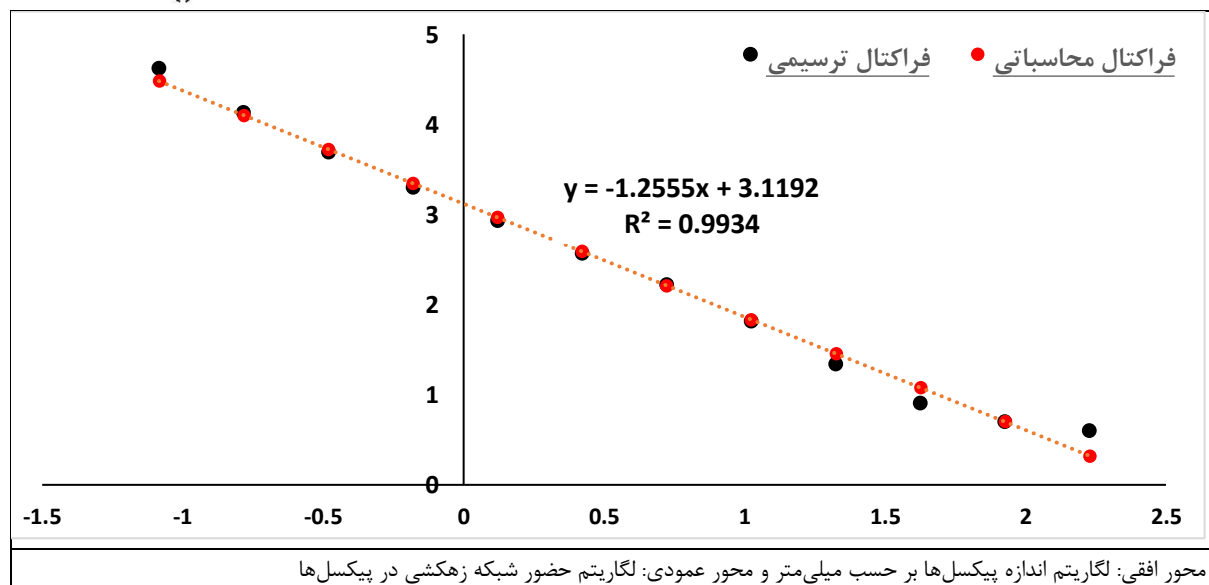 5
فراکتال محاسباتی فراکتال ترسیمی
4
y = -1.2555x + 3.1192
R² = 0.9934
3
2
1
0
-1.5 -1 -0.5 0 0.5 1 1.5 2 2.5
محور افقی: لگاریتم اندازه پیکسل‌ها بر حسب میلی‌متر و محور عمودی: لگاریتم حضور شبکه زهکشی در پیکسل‌ها